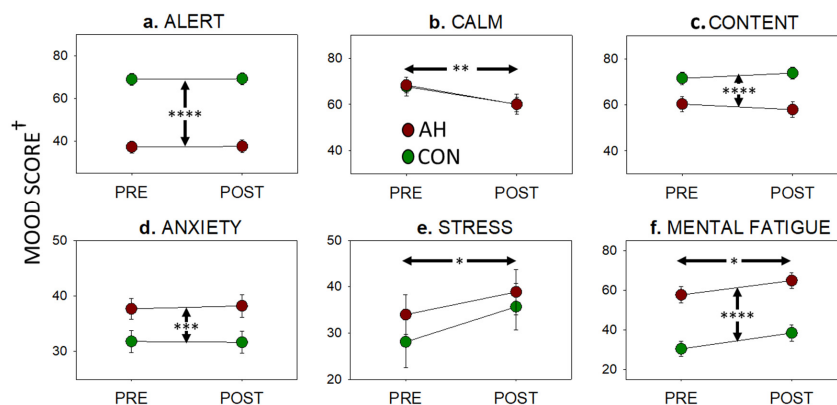 MOOD SCORE†
a. ALERT
80
60
40
****
PRE
POST
b. CALM
80
60
40
**
AH
CON
PRE
POST
c. CONTENT
80
60
40
****
PRE
POST
d. ANXIETY
50
40
30
***
PRE
POST
e. STRESS
50
40
30
20
*
PRE
POST
f. MENTAL FATIGUE
80
60
40
20
*
****
PRE
POST